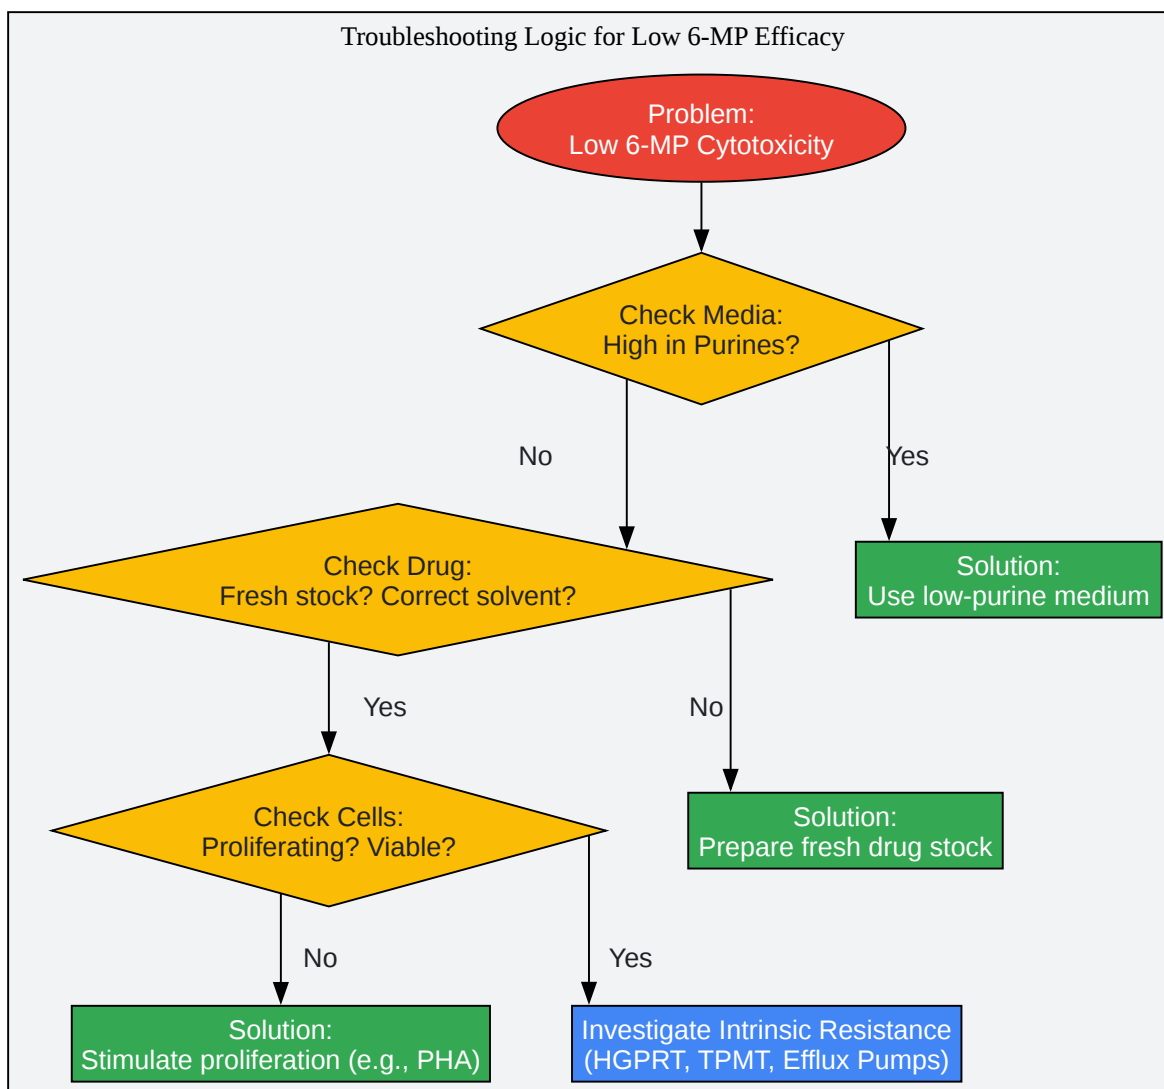 Troubleshooting Logic for Low 6-MP Efficacy
Problem:
Low 6-MP Cytotoxicity
Check Media:
High in Purines?
No
Yes
Check Drug:
Fresh stock? Correct solvent?
Solution:
Use low-purine medium
Yes
No
Check Cells:
Proliferating? Viable?
Solution:
Prepare fresh drug stock
No
Yes
Solution:
Stimulate proliferation (e.g., PHA)
Investigate Intrinsic Resistance
(HGPRT, TPMT, Efflux Pumps)